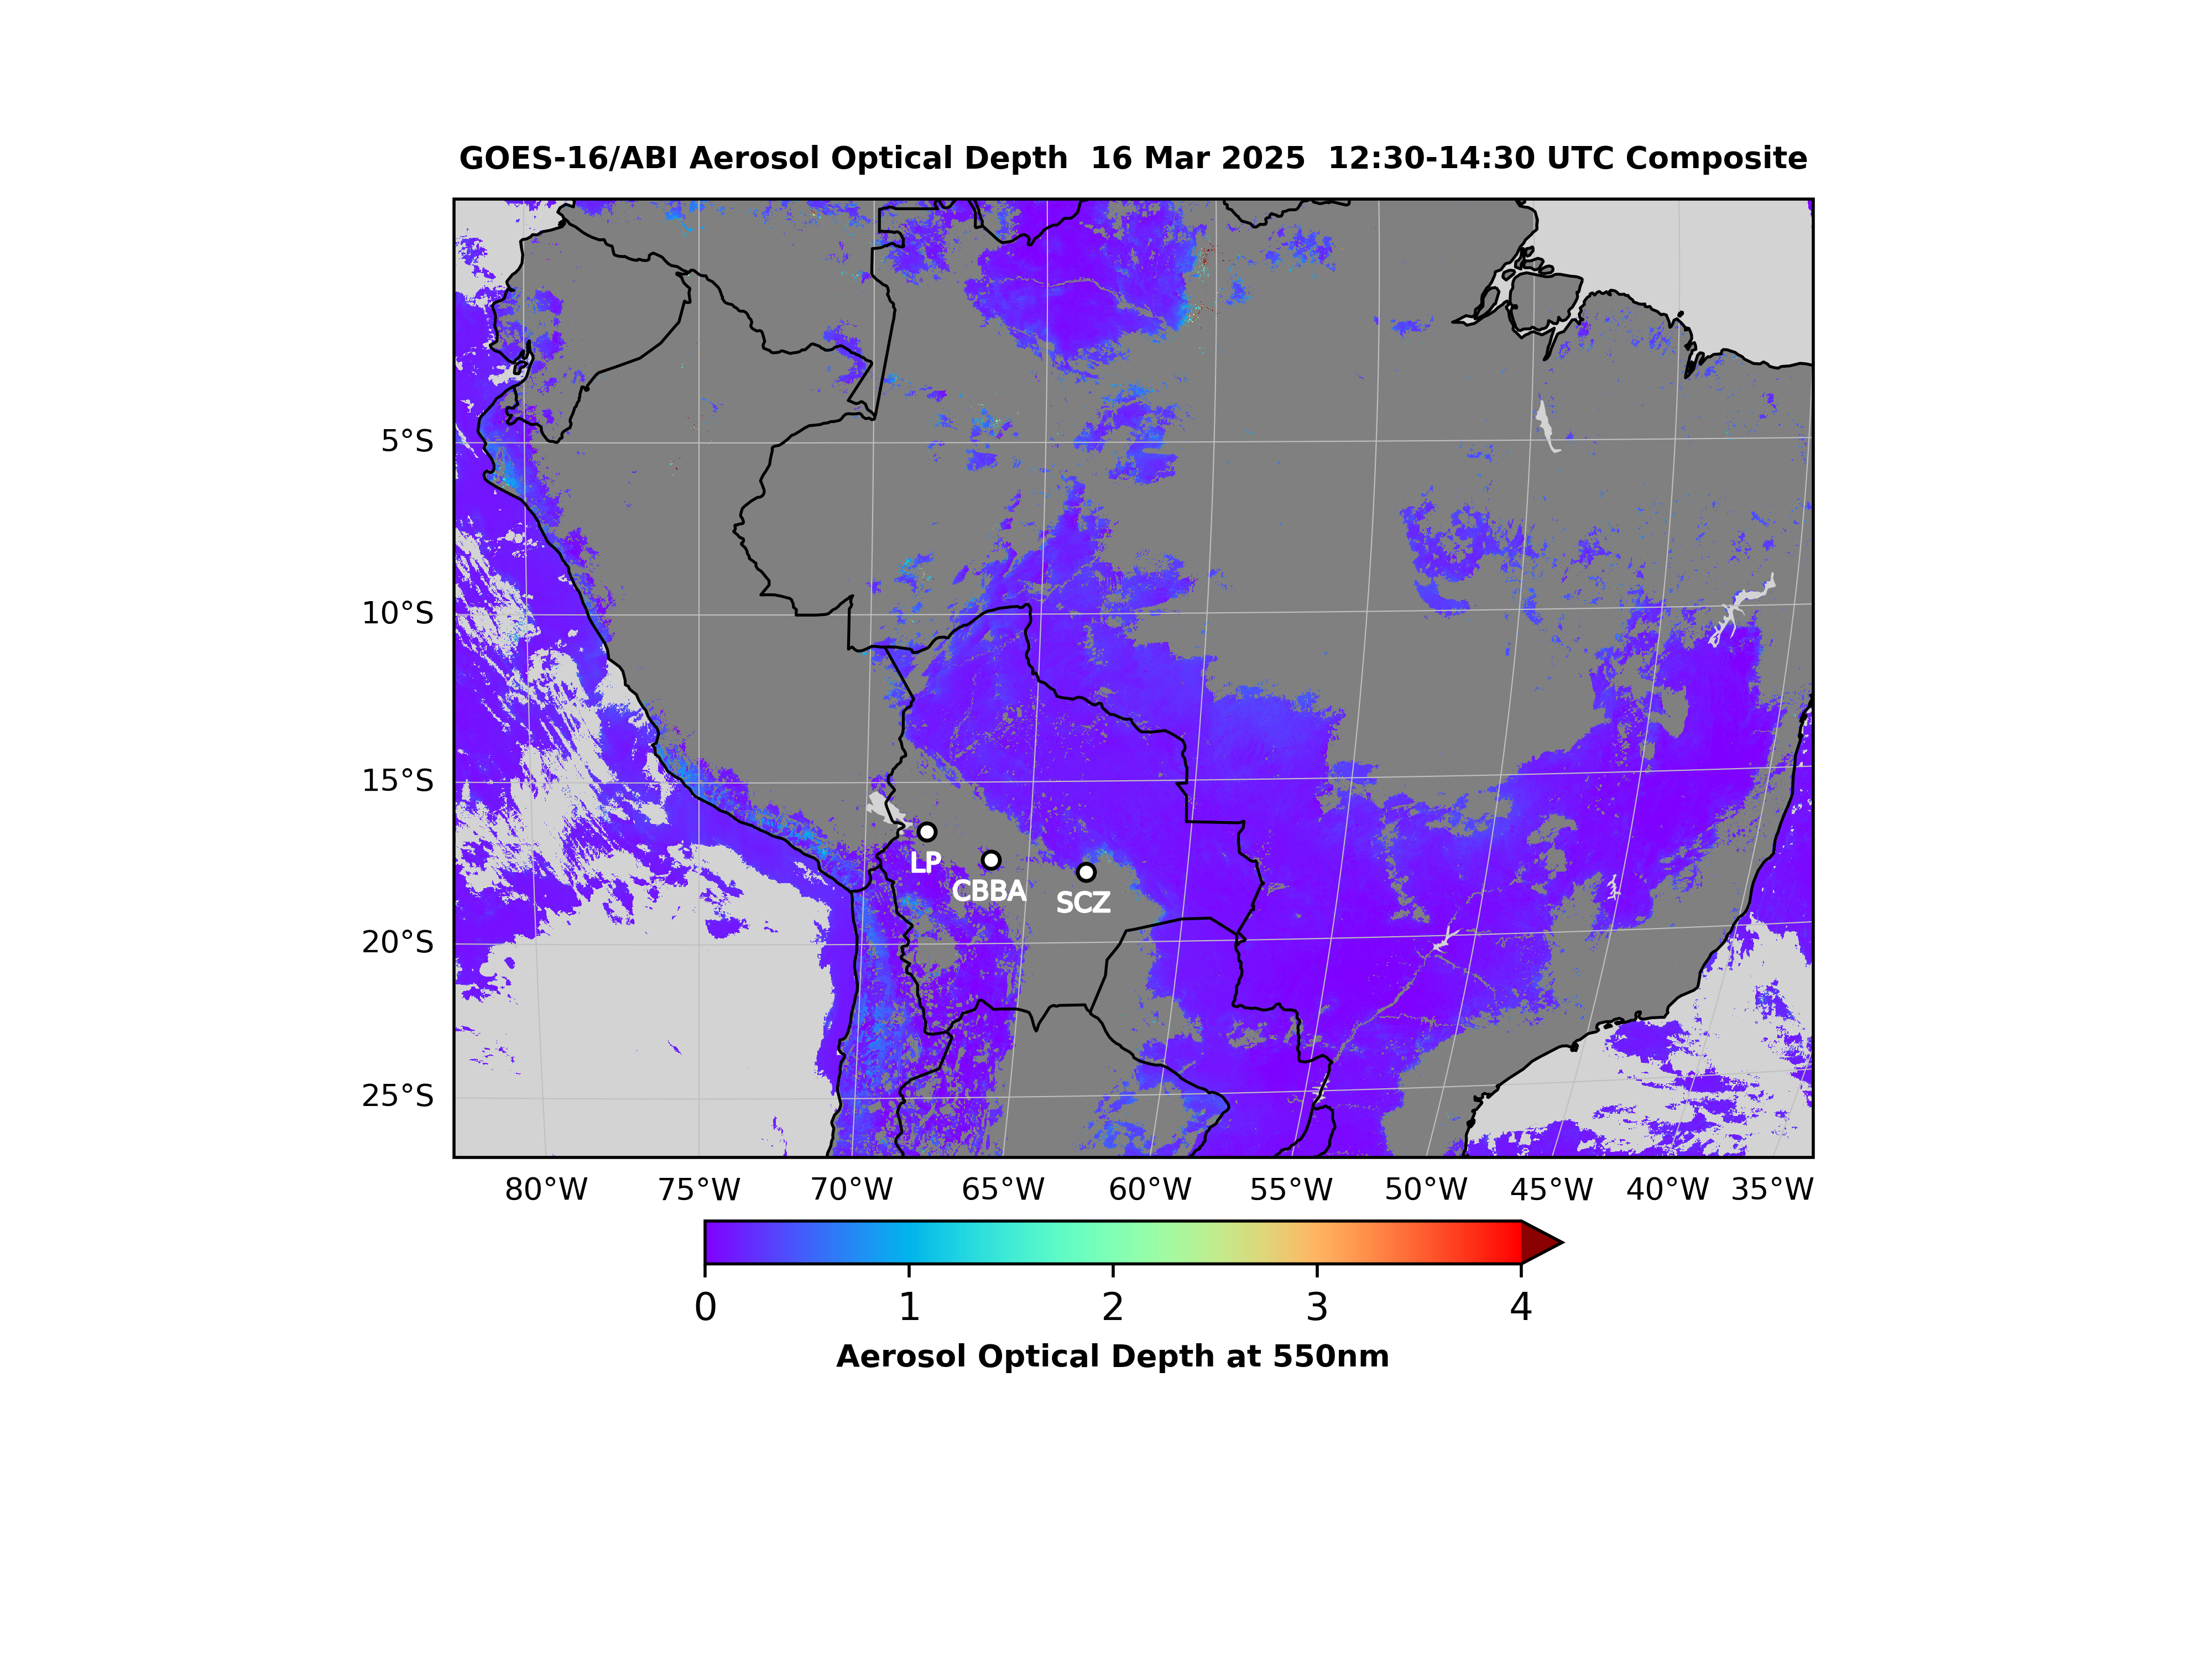 GOES-16/ABI Aerosol Optical Depth  16 Mar 2025  12:30-14:30 UTC Composite
5°S
10°S
15°S
LP
CBBA
SCZ
20°S
25°S
80°W 75°W 70°W 65°W 60°W 55°W 50°W 45°W 40°W 35°W
0 1 2 3 4
Aerosol Optical Depth at 550nm